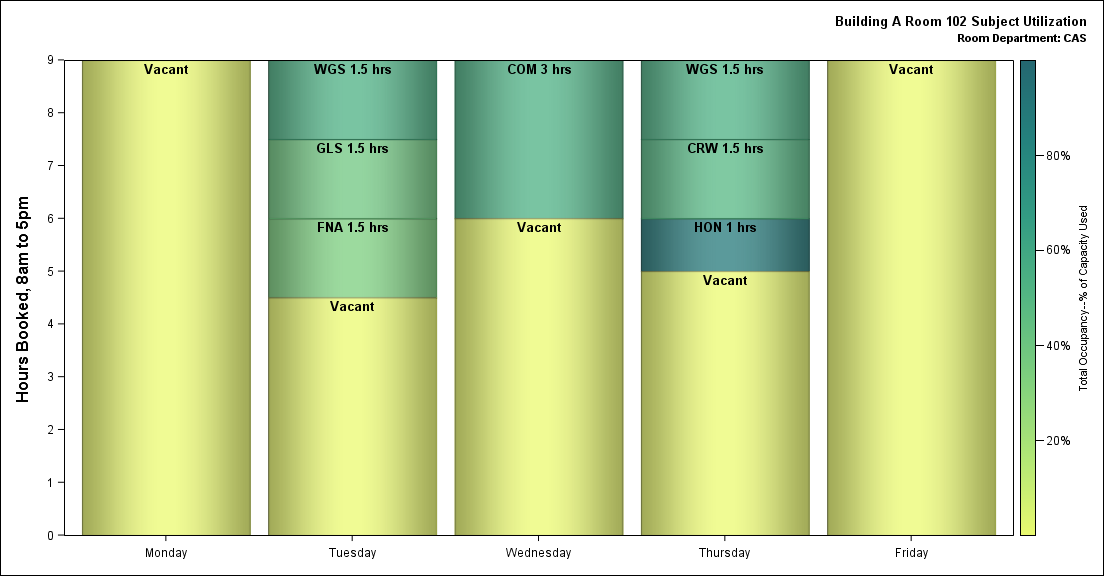 Building A Room 102 Subject Utilization
Room Department: CAS
Hours Booked, 8am to 5pm
9
8
7
6
5
4
3
2
1
0
Vacant
WGS 1.5 hrs
GLS 1.5 hrs
FNA 1.5 hrs
Vacant
COM 3 hrs
Vacant
WGS 1.5 hrs
CRW 1.5 hrs
HON 1 hrs
Vacant
Vacant
Monday
Tuesday
Wednesday
Thursday
Friday
80%
60%
40%
20%
Total Occupancy--% of Capacity Used